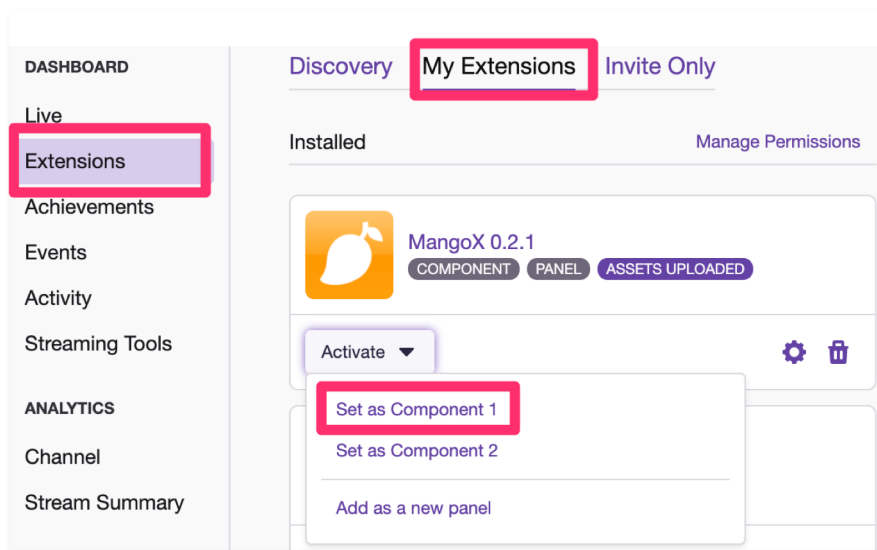 DASHBOARD
Live
Extensions
Achievements
Events
Activity
Streaming Tools
ANALYTICS
Channel
Stream Summary
Discovery My Extensions Invite Only
Installed Manage Permissions
MangoX 0.2.1
COMPONENT PANEL ASSETS UPLOADED
Activate
Set as Component 1
Set as Component 2
Add as a new panel